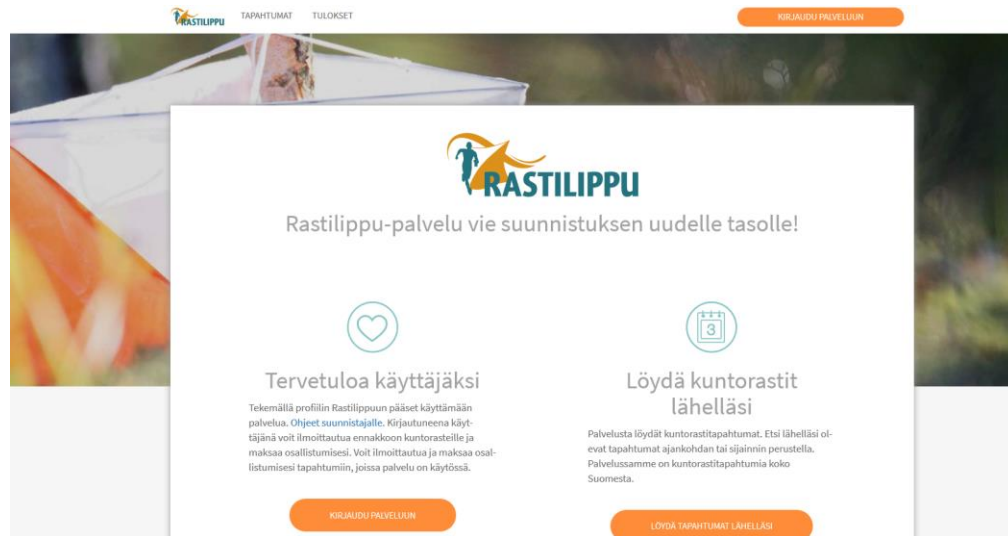 RASTILIPPU TAPAHTUMAT TULOKSET KIRJAUDU PALVELUUN
RASTILIPPU
Rastilippu-palvelu vie suunnistuksen uudelle tasolle!
Tervetuloa käyttäjäksi
Tekemällä profiilin Rastilippuun pääset käyttämään
palvelua. Ohjeet suunnistajalle. Kirjautuneena käyt-
täjänä voit ilmoittautua ennakkoon kuntorasteille ja
maksaa osallistumisesi. Voit ilmoittautua ja maksaa osal-
listumisesi tapahtumiin, joissa palvelu on käytössä.
KIRJAUDU PALVELUUN
3
Löydä kuntorastit
lähelläsi
Palvelusta löydät kuntorastitapahtumat. Etsi lähelläsi ol-
evat tapahtumat ajankohdan tai sijainnin perustella.
Palvelussamme on kuntorastitapahtumia koko
Suomesta.
LÖYDÄ TAPAHTUMAT LÄHELLÄSI